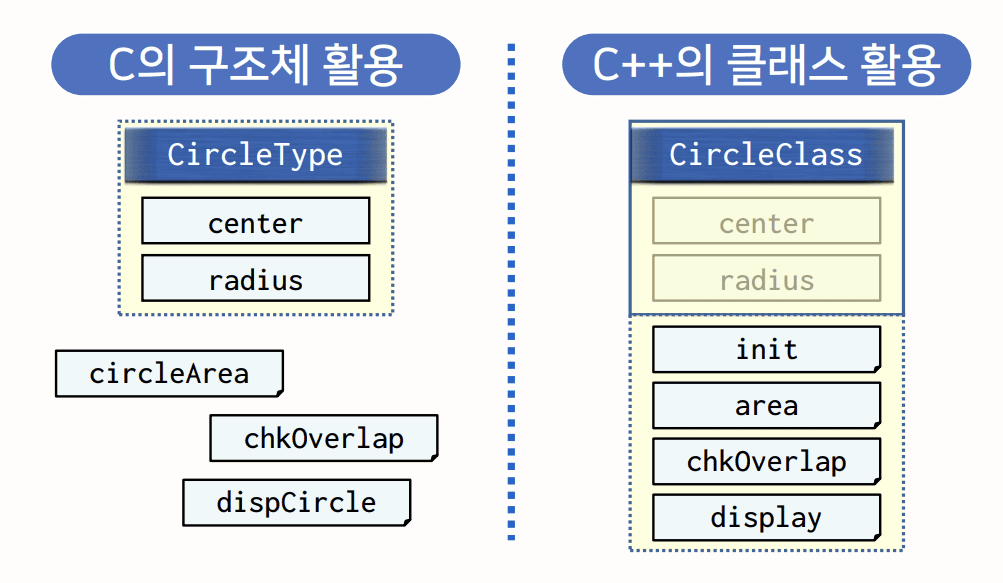 C의 구조체 활용
CircleType
center
radius
circleArea
chkOverlap
dispCircle
C++의 클래스 활용
CircleClass
center
radius
init
area
chkOverlap
display